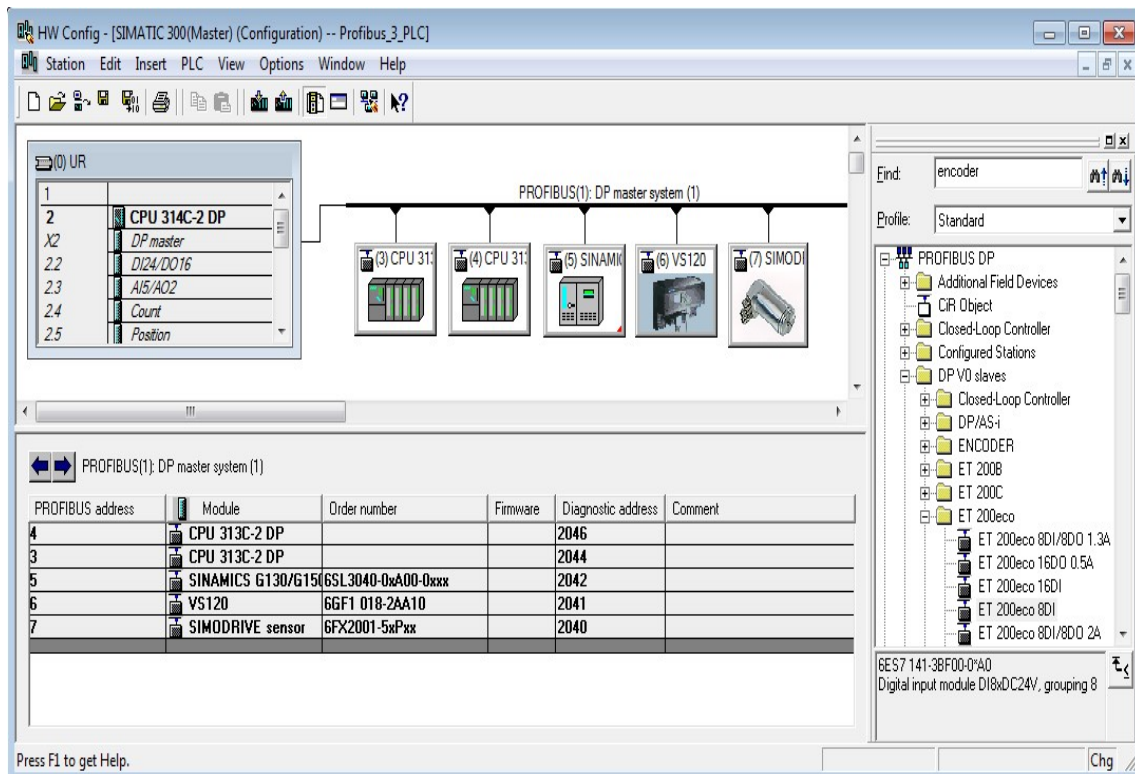 HW Config - [SIMATIC 300(Master) (Configuration) -- Profibus_3_PLC]
Station Edit Insert PLC View Options Window Help
(0) UR
1
2 CPU 314C-2 DP
X2 DP master
2.2 DI24/DO16
2.3 AI5/AO2
2.4 Count
2.5 Position
PROFIBUS(1): DP master system (1)
(3) CPU 31: (4) CPU 31: (5) SINAMI (6) VS120 (7) SIMODI
Find: encoder
Profile: Standard
PROFIBUS DP
Additional Field Devices
CiR Object
Closed-Loop Controller
Configured Stations
DP V0 slaves
Closed-Loop Controller
DP/AS-i
ENCODER
ET 200B
ET 200C
ET 200eco
ET 200eco 8DI/8DO 1.3A
ET 200eco 16DO 0.5A
ET 200eco 16DI
ET 200eco 8DI
ET 200eco 8DI/8DO 2A
6ES7 141-3BF00-0*A0
Digital input module DI8xDC24V, grouping 8
PROFIBUS(1): DP master system (1)
PROFIBUS address Module Order number Firmware Diagnostic address Comment
4 CPU 313C-2 DP 2046
3 CPU 313C-2 DP 2044
5 SINAMICS G130/G15( 6SL3040-0xA00-0xxx 2042
6 VS120 6GF1 018-2AA10 2041
7 SIMODRIVE sensor 6FX2001-5xPxx 2040
Press F1 to get Help.
Chg